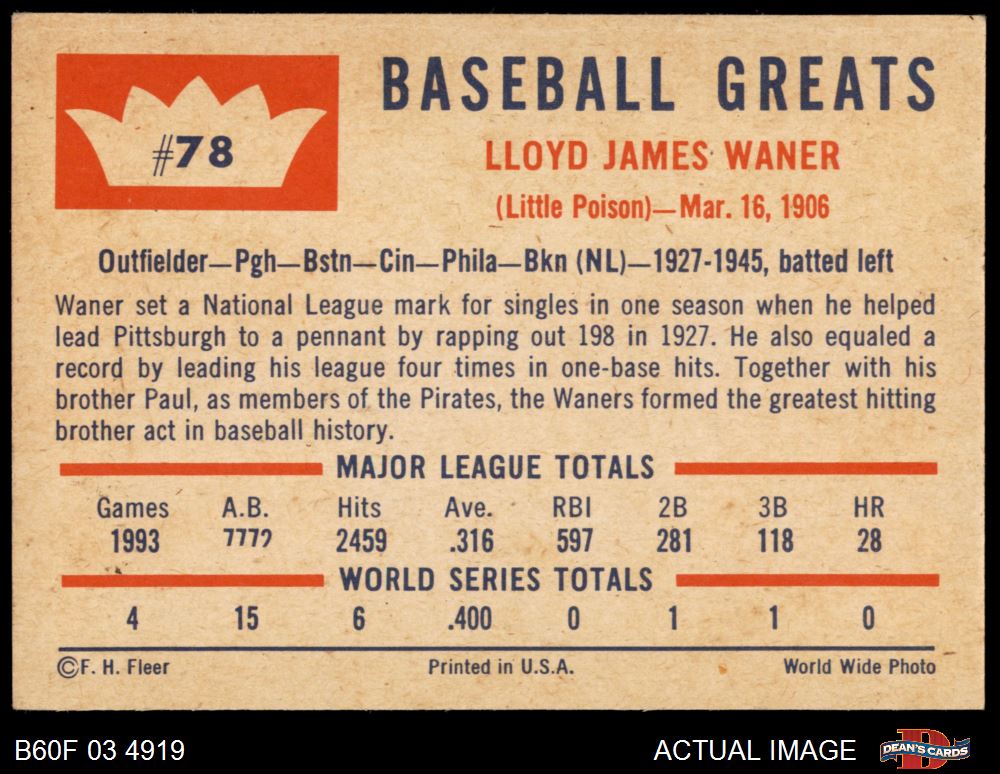 #78
BASEBALL GREATS
LLOYD JAMES WANER
(Little Poison)—Mar. 16, 1906
Outfielder—Pgh—Bstn—Cin—Phila—Bkn (NL)—1927-1945, batted left
Waner set a National League mark for singles in one season when he helped
lead Pittsburgh to a pennant by rapping out 198 in 1927. He also equaled a
record by leading his league four times in one-base hits. Together with his
brother Paul, as members of the Pirates, the Waners formed the greatest hitting
brother act in baseball history.
MAJOR LEAGUE TOTALS
Games A.B. Hits Ave. RBI 2B 3B HR
1993 7772 2459 .316 597 281 118 28
WORLD SERIES TOTALS
4 15 6 .400 0 1 1 0
©F. H. Fleer Printed in U.S.A. World Wide Photo
B60F 03 4919 ACTUAL IMAGE DEAN'S CARDS